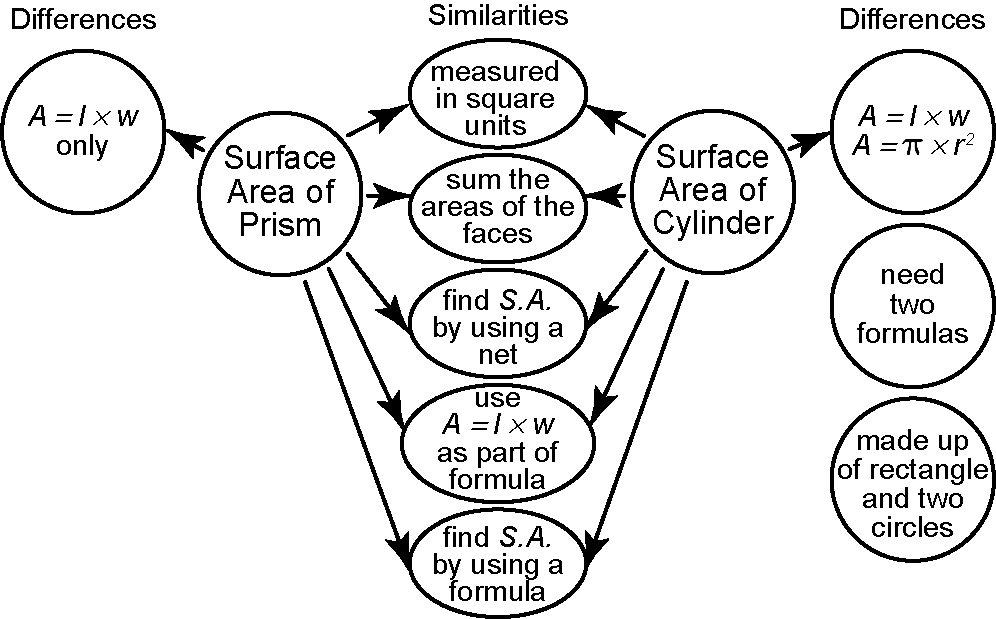 Differences
Similarities
Differences
A = l × w
only
Surface
Area of
Prism
measured
in square
units
sum the
areas of the
faces
find S.A.
by using a
net
use
A = l × w
as part of
formula
find S.A.
by using a
formula
Surface
Area of
Cylinder
A = l × w
A = π × r²
need
two
formulas
made up
of rectangle
and two
circles